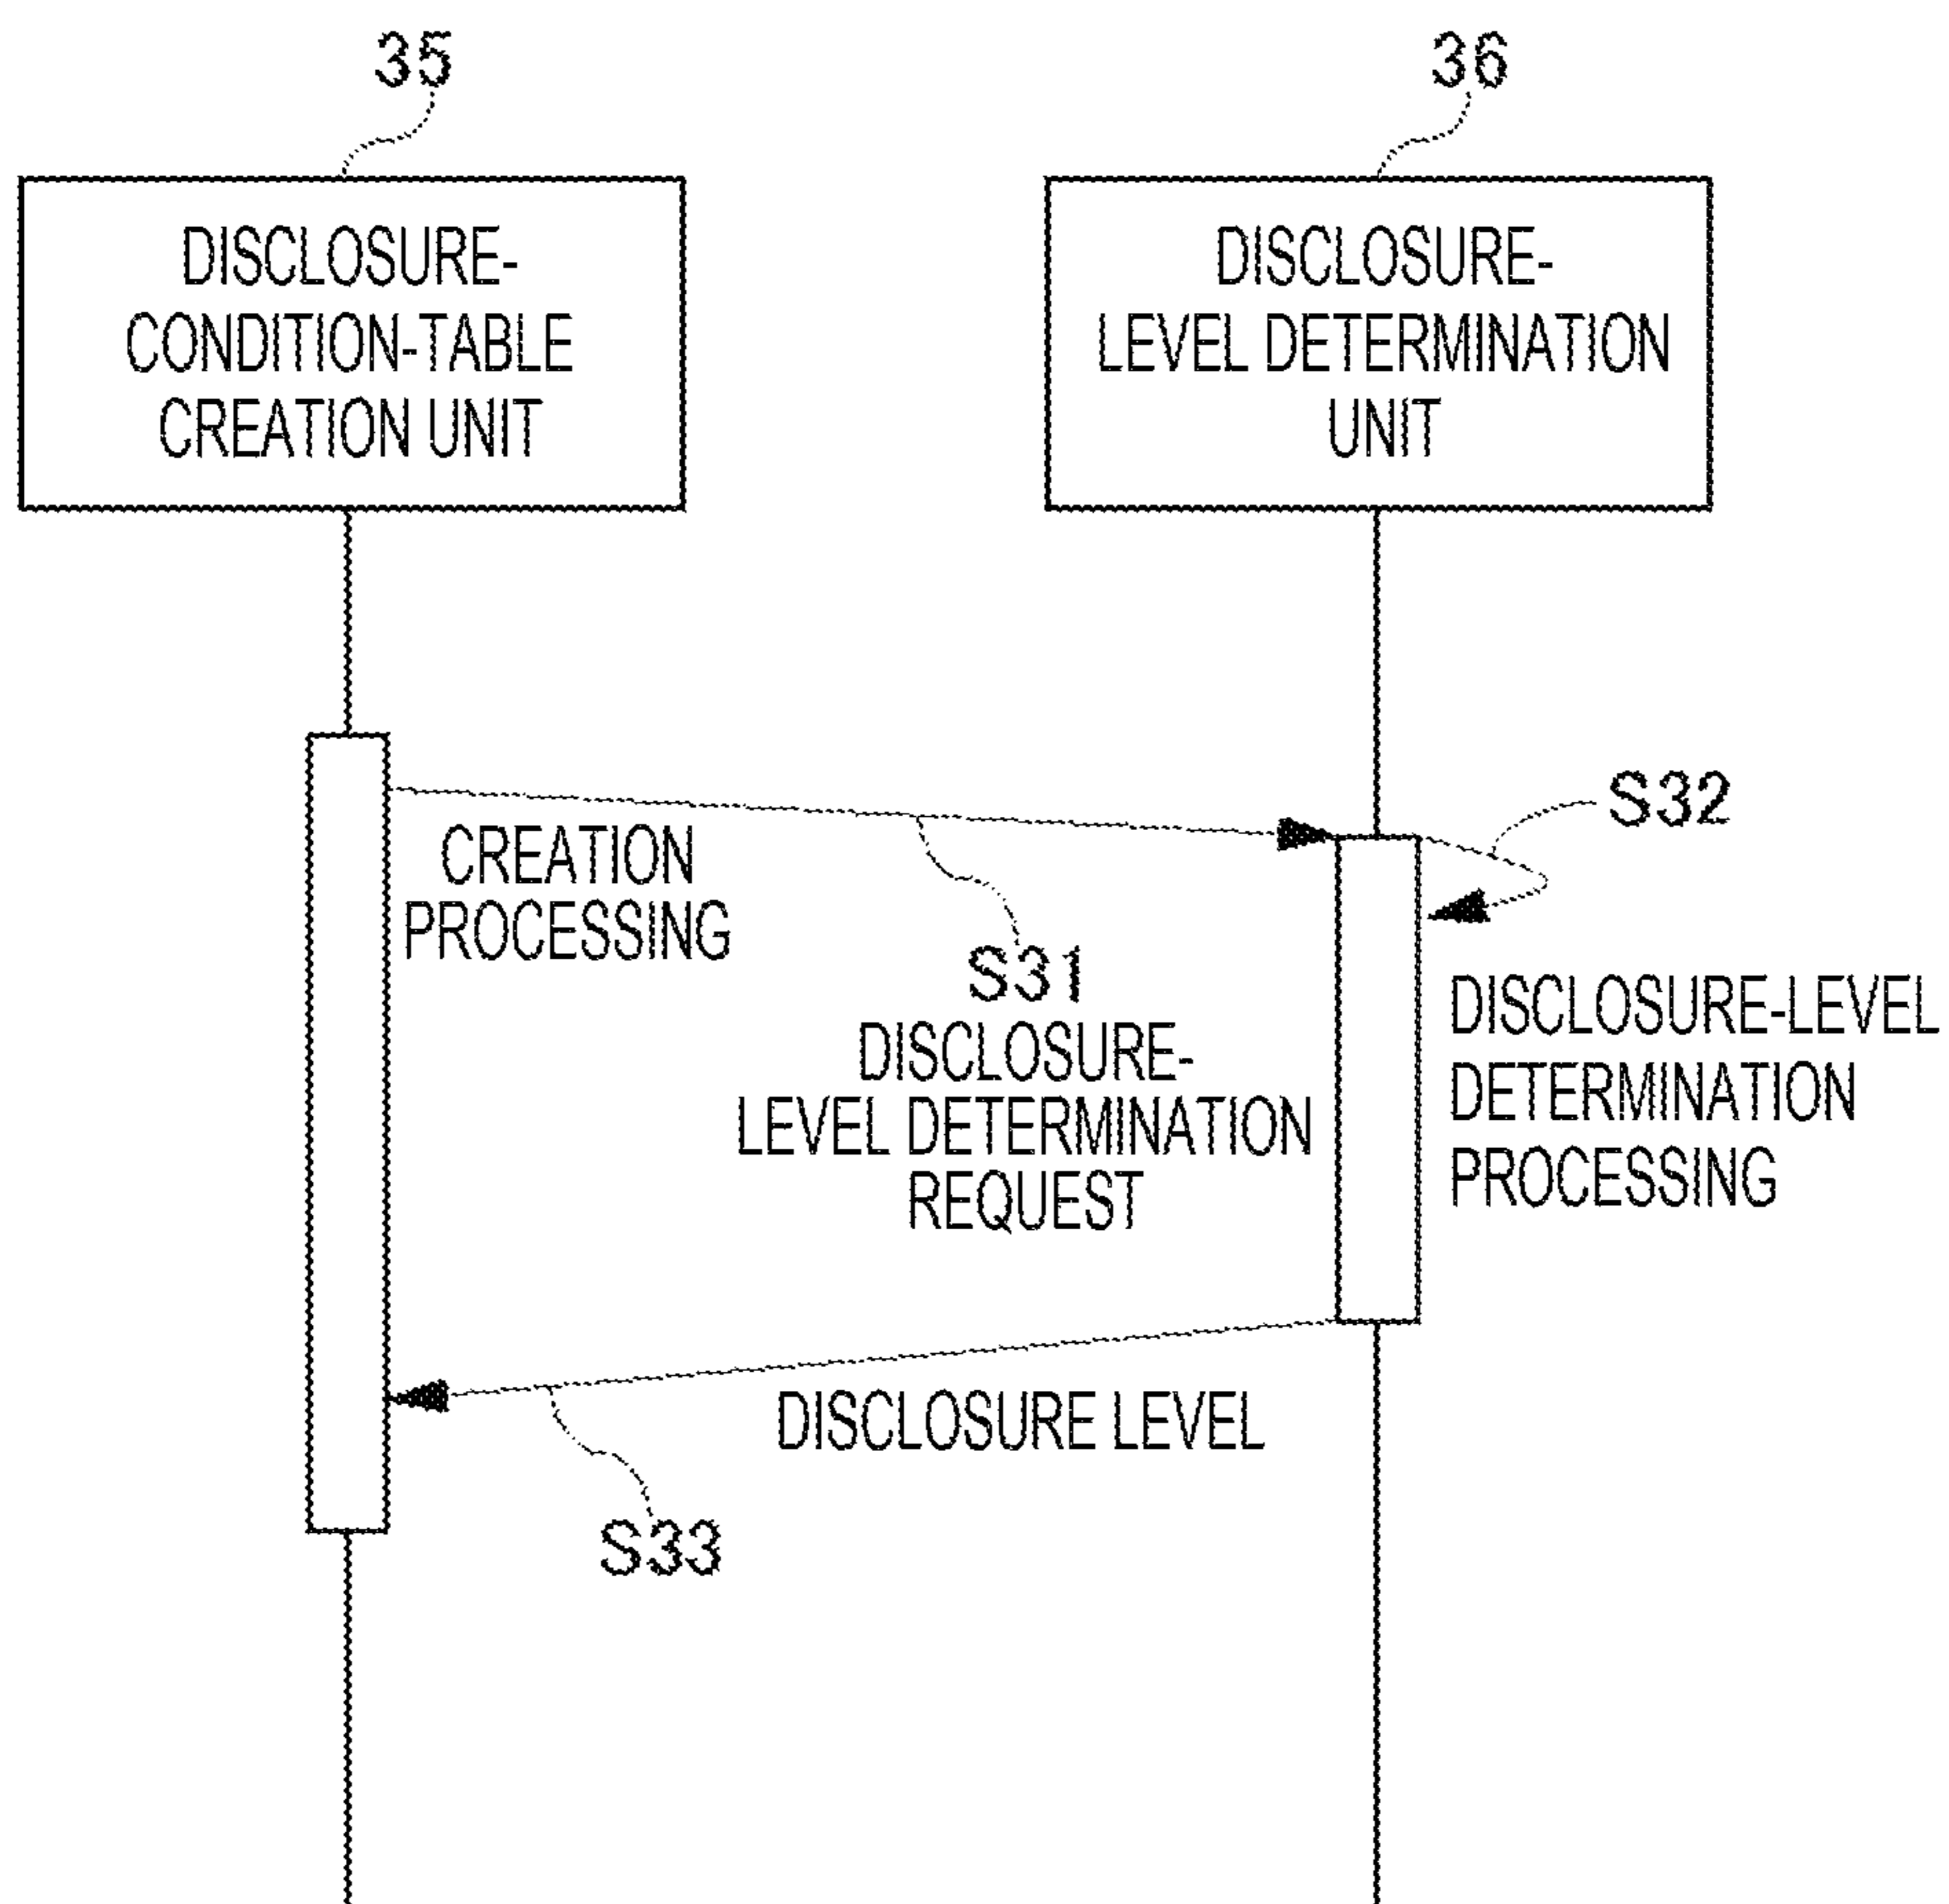 35
36
DISCLOSURE-
CONDITION-TABLE
CREATION UNIT
DISCLOSURE-
LEVEL DETERMINATION
UNIT
S32
CREATION
PROCESSING
S31
DISCLOSURE-
LEVEL DETERMINATION
REQUEST
DISCLOSURE-LEVEL
DETERMINATION
PROCESSING
DISCLOSURE LEVEL
S33